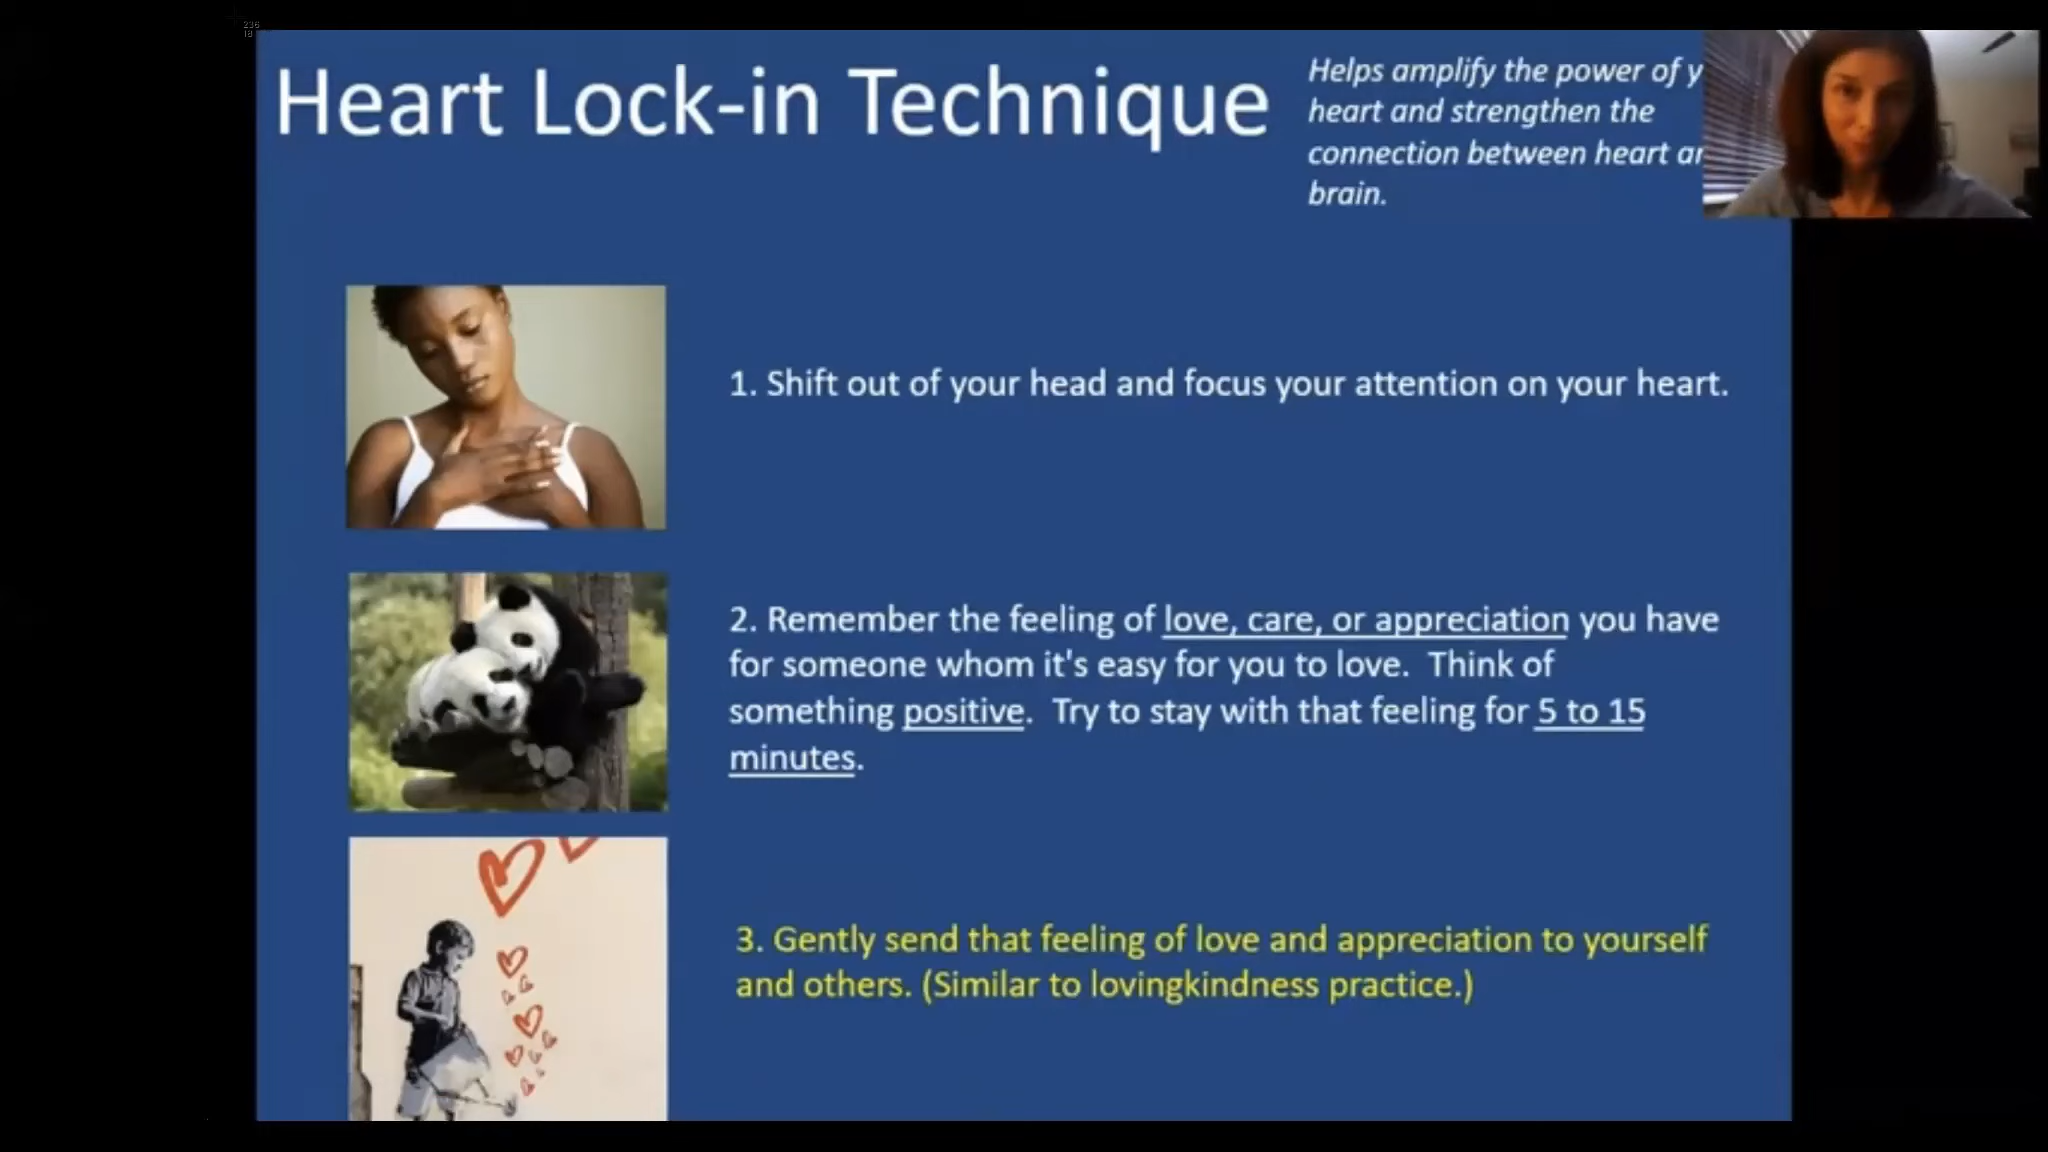 236
18
Heart Lock-in Technique
Helps amplify the power of y
heart and strengthen the
connection between heart ar
brain.
1. Shift out of your head and focus your attention on your heart.
2. Remember the feeling of love, care, or appreciation you have
for someone whom it's easy for you to love.  Think of
something positive.  Try to stay with that feeling for 5 to 15
minutes.
3. Gently send that feeling of love and appreciation to yourself
and others. (Similar to lovingkindness practice.)